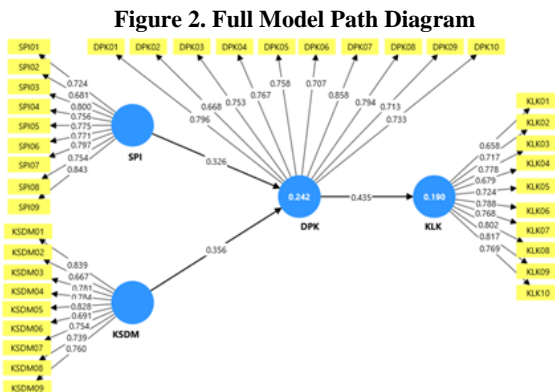 Figure 2. Full Model Path Diagram
SPI01
SPI02
SPI03
SPI04
SPI05
SPI06
SPI07
SPI08
SPI09
0.724
0.681
0.800
0.756
0.775
0.771
0.797
0.754
0.843
SPI
DPK01
DPK02
DPK03
DPK04
DPK05
DPK06
DPK07
DPK08
DPK09
DPK10
0.796
0.668
0.753
0.767
0.758
0.707
0.858
0.794
0.713
0.733
0.326
0.242
DPK
0.435
0.190
KLK
KLK01
KLK02
KLK03
KLK04
KLK05
KLK06
KLK07
KLK08
KLK09
KLK10
0.658
0.717
0.778
0.679
0.724
0.788
0.768
0.802
0.817
0.769
0.356
KSDM01
KSDM02
KSDM03
KSDM04
KSDM05
KSDM06
KSDM07
KSDM08
KSDM09
0.839
0.667
0.781
0.784
0.828
0.691
0.754
0.739
0.760
KSDM